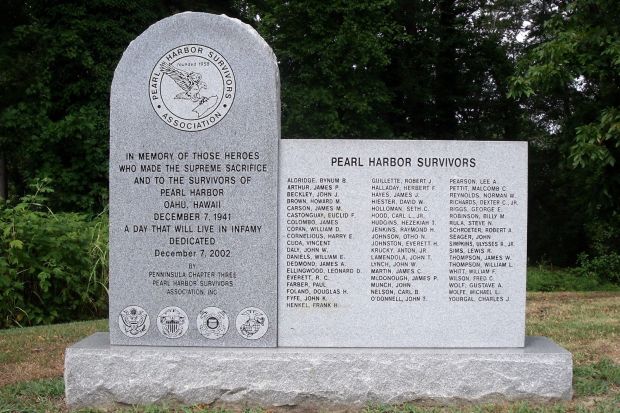 PEARL HARBOR SURVIVORS
founded 1958
ASSOCIATION
IN MEMORY OF THOSE HEROES
WHO MADE THE SUPREME SACRIFICE
AND TO THE SURVIVORS OF
PEARL HARBOR
OAHU, HAWAII
DECEMBER 7, 1941
A DAY THAT WILL LIVE IN INFAMY
DEDICATED
December 7, 2002
BY
PENNINSULA CHAPTER THREE
PEARL HARBOR SURVIVORS
ASSOCIATION, INC.
PEARL HARBOR SURVIVORS
ALDRIDGE, BYNUM B.
ARTHUR, JAMES P.
BECKLEY, JOHN J.
BROWN, HOWARD M.
CARSON, JAMES M.
CASTONGUAY, EUCLID F.
COLOMBO, JAMES
COPAN, WILLIAM D.
CORNELIOUS, HARRY E.
CUDA, VINCENT
DALY, JOHN W.
DANIELS, WILLIAM E.
DEDMOND, JAMES A.
ELLINGWOOD, LEONARD D.
EVERETT, R. C.
FARBER, PAUL
FOLAND, DOUGLAS H.
FYFE, JOHN K.
HENKEL, FRANK H.
GUILLETTE, ROBERT J.
HALLADAY, HERBERT F.
HAYES, JAMES J.
HIESTER, DAVID W.
HOLLOMAN, SETH C.
HOOD, CARL L., JR.
HUDGINS, HEZEKIAH T.
JENKINS, RAYMOND H.
JOHNSON, OTHO N.
JOHNSTON, EVERETT H.
KRUCKY, ANTON, JR.
LAMENDOLA, JOHN T.
LYNCH, JOHN W.
MARTIN, JAMES C.
MCDONOUGH, JAMES P.
MUNCH, JOHN
NELSON, CARL B.
O'DONNELL, JOHN T.
PEARSON, LEE A.
PETTIT, MALCOMB C.
REYNOLDS, NORMAN W.
RICHARDS, DEXTER C., JR.
RIGGS, GEORGE E.
ROBINSON, BILLY M.
RULA, STEVE N.
SCHROETER, ROBERT A.
SEAGER, JOHN
SIMPKINS, ULYSSES R., JR.
SIMS, LEWIS R.
THOMPSON, JAMES W.
THOMPSON, WILLIAM L.
WHITT, WILLIAM F.
WILSON, FRED C.
WOLF, GUSTAVE A.
WOLFE, MICHAEL L.
YOURGAL, CHARLES J.